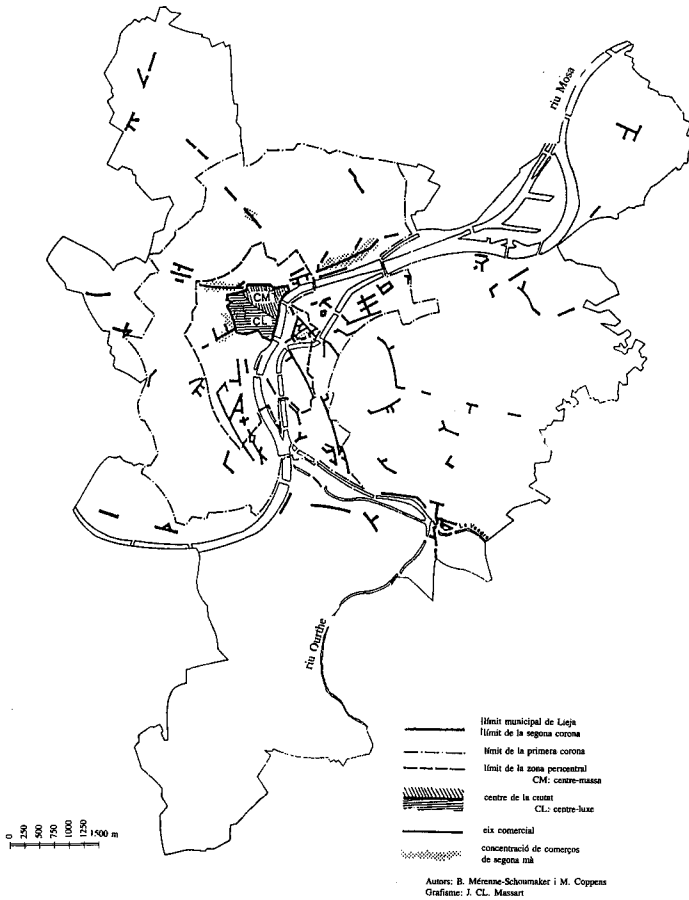 riu Mosa
CM
CL
La Vesdre
riu Ourthe
límit municipal de Lieja
límit de la segona corona
límit de la primera corona
límit de la zona pericentral
CM: centre-massa
centre de la ciutat
CL: centre-luxe
eix comercial
concentració de comerços
de segona mà
0 250 500 750 1000 1250 1500 m
Autors: B. Mérenne-Schoumaker i M. Coppens
Grafisme: J. CL. Massart